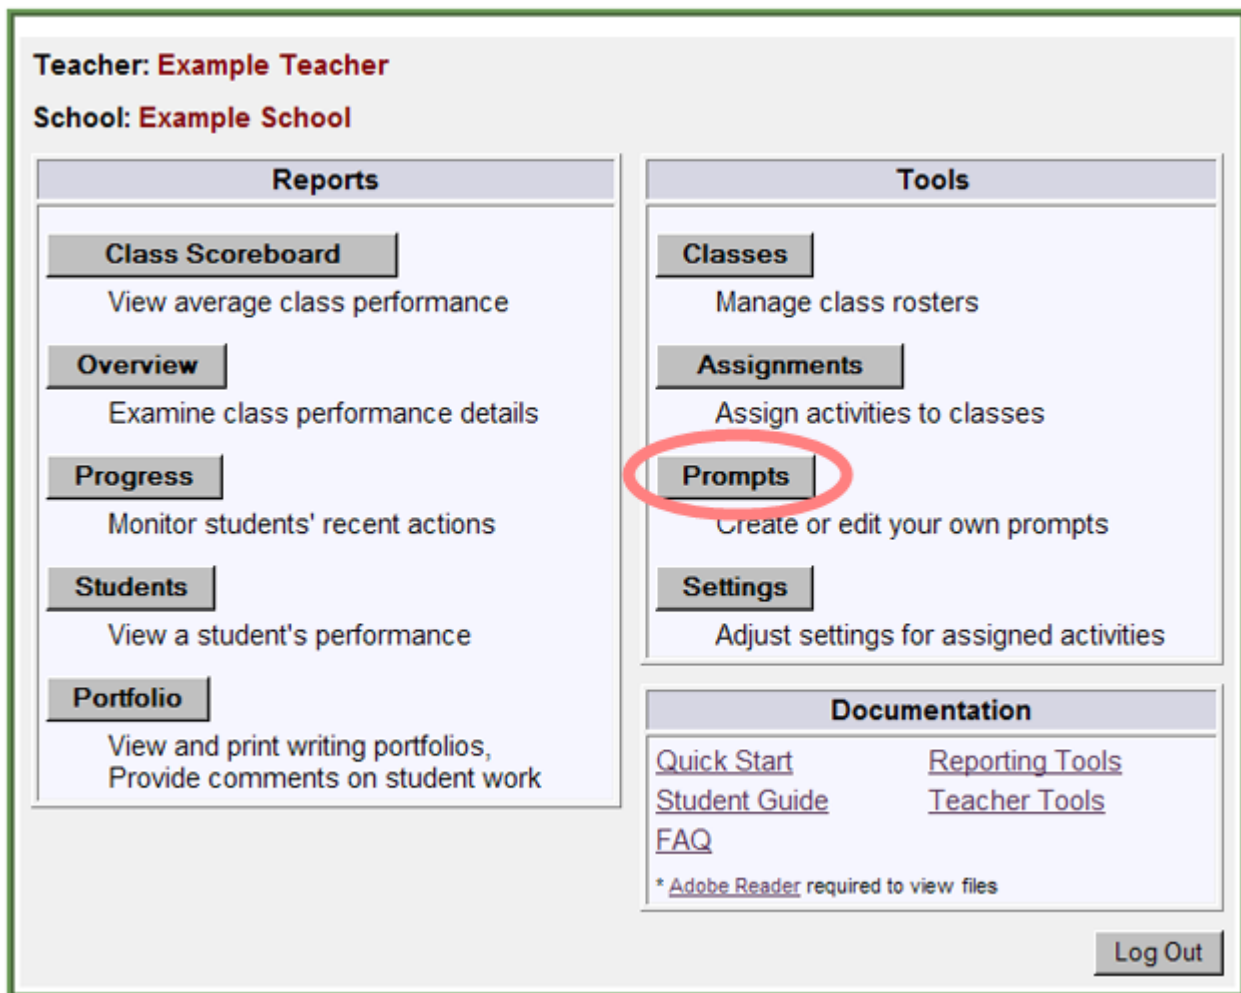 Teacher: Example Teacher
School: Example School
Reports
Class Scoreboard
View average class performance
Overview
Examine class performance details
Progress
Monitor students' recent actions
Students
View a student's performance
Portfolio
View and print writing portfolios,
Provide comments on student work
Tools
Classes
Manage class rosters
Assignments
Assign activities to classes
Prompts
Create or edit your own prompts
Settings
Adjust settings for assigned activities
Documentation
Quick Start
Reporting Tools
Student Guide
Teacher Tools
FAQ
* Adobe Reader required to view files
Log Out